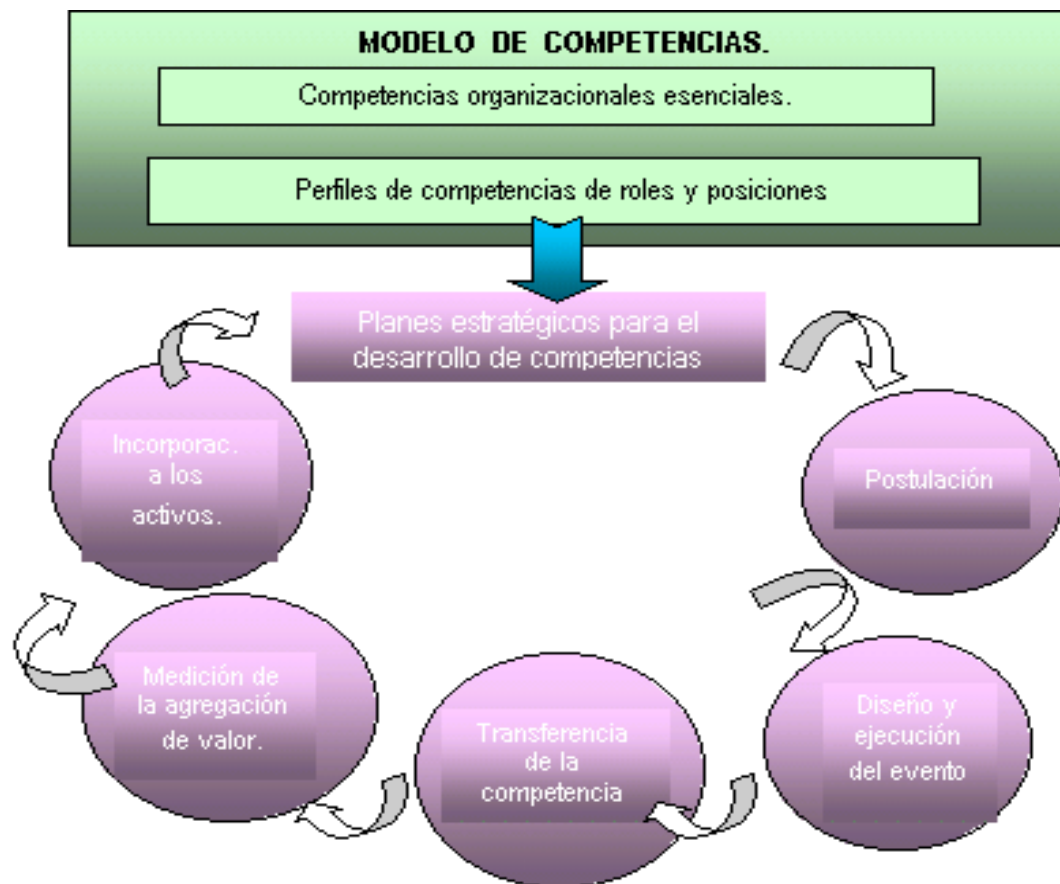 MODELO DE COMPETENCIAS.
Competencias organizacionales esenciales.
Perfiles de competencias de roles y posiciones
Planes estratégicos para el
desarrollo de competencias
Postulación
Diseño y
ejecución
del evento
Transferencia
de la
competencia
Medición de
la agregación
de valor.
Incorporac.
a los
activos.